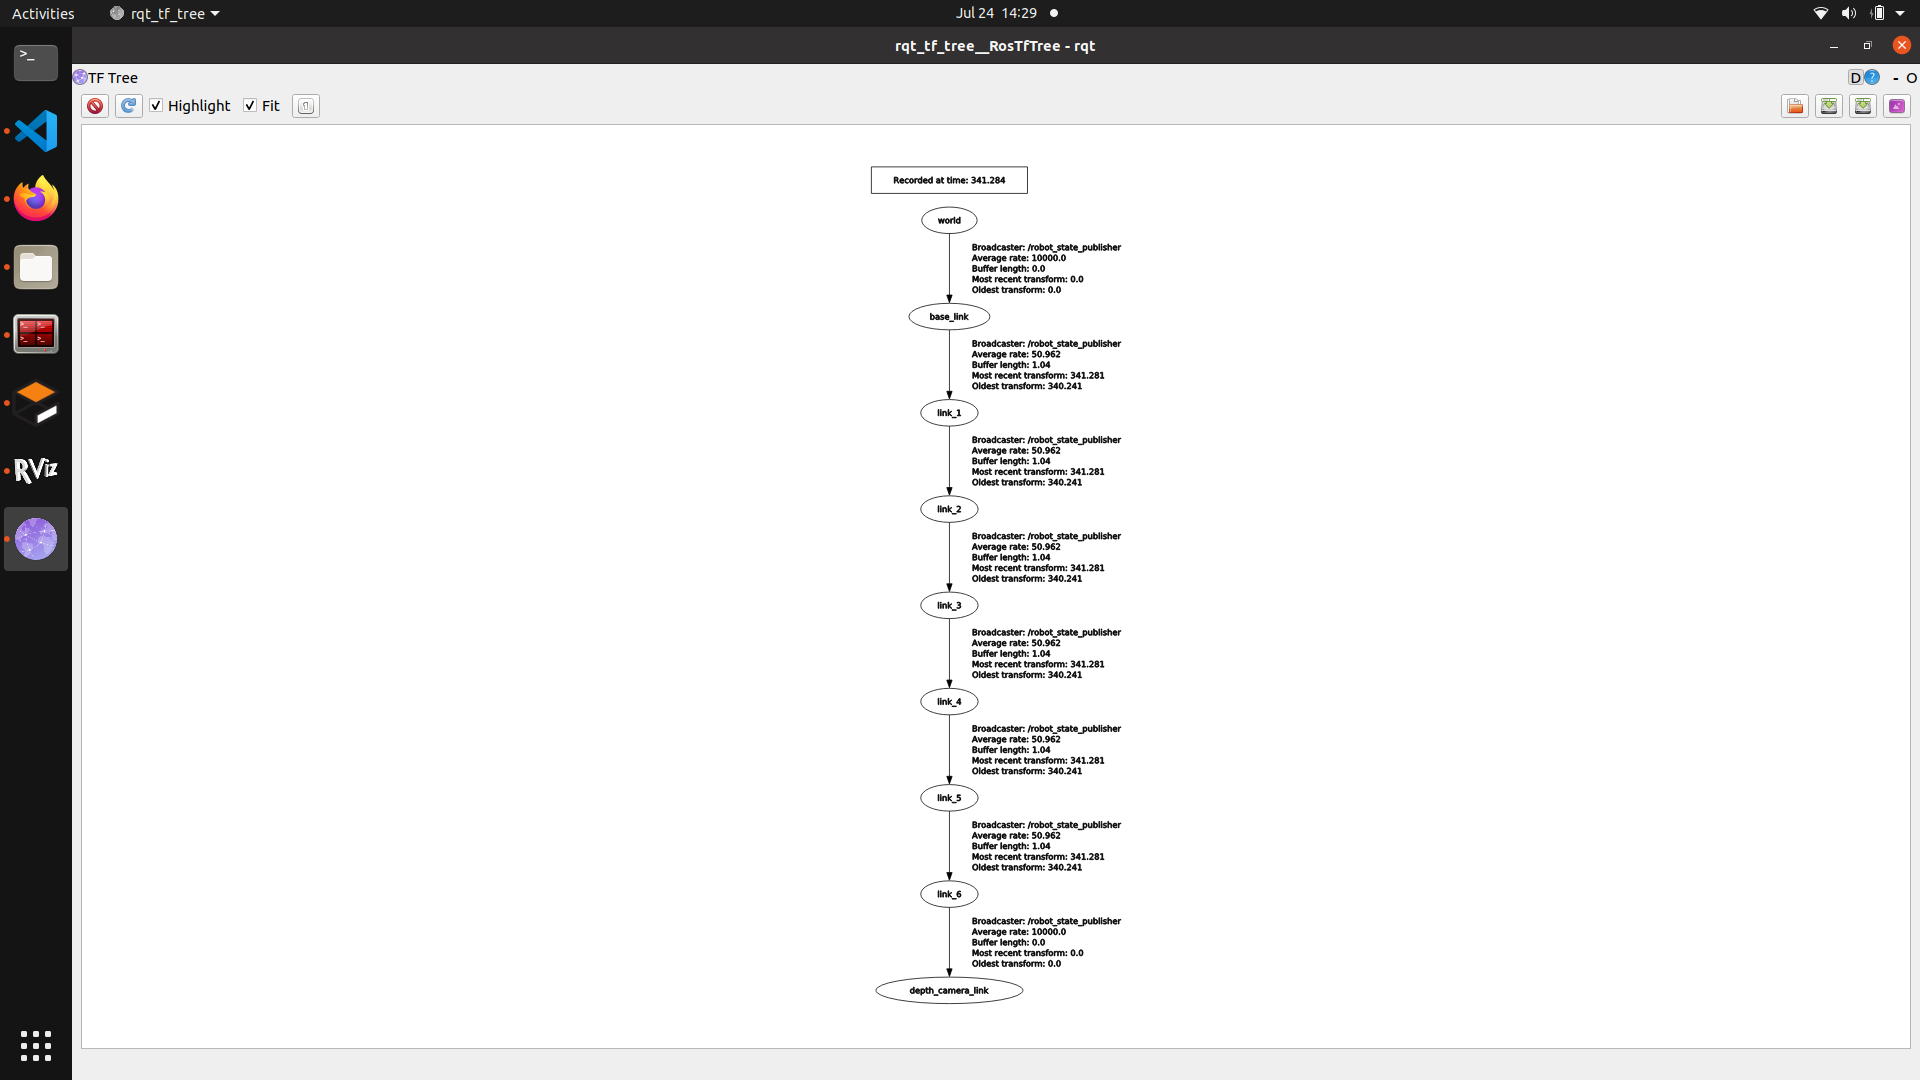 Activities
rqt_tf_tree
Jul 24 14:29
rqt_tf_tree__RosTfTree - rqt
TF Tree
D
?
- O
Highlight
Fit
Recorded at time: 341.284
world
Broadcaster: /robot_state_publisher
Average rate: 10000.0
Buffer length: 0.0
Most recent transform: 0.0
Oldest transform: 0.0
base_link
Broadcaster: /robot_state_publisher
Average rate: 50.962
Buffer length: 1.04
Most recent transform: 341.281
Oldest transform: 340.241
link_1
Broadcaster: /robot_state_publisher
Average rate: 50.962
Buffer length: 1.04
Most recent transform: 341.281
Oldest transform: 340.241
link_2
Broadcaster: /robot_state_publisher
Average rate: 50.962
Buffer length: 1.04
Most recent transform: 341.281
Oldest transform: 340.241
link_3
Broadcaster: /robot_state_publisher
Average rate: 50.962
Buffer length: 1.04
Most recent transform: 341.281
Oldest transform: 340.241
link_4
Broadcaster: /robot_state_publisher
Average rate: 50.962
Buffer length: 1.04
Most recent transform: 341.281
Oldest transform: 340.241
link_5
Broadcaster: /robot_state_publisher
Average rate: 50.962
Buffer length: 1.04
Most recent transform: 341.281
Oldest transform: 340.241
link_6
Broadcaster: /robot_state_publisher
Average rate: 10000.0
Buffer length: 0.0
Most recent transform: 0.0
Oldest transform: 0.0
depth_camera_link
RViz